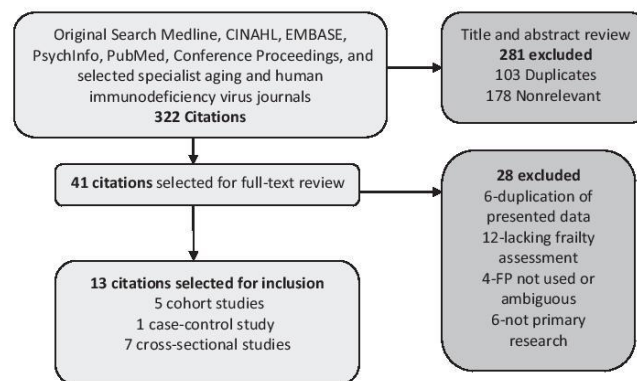 Original Search Medline, CINAHL, EMBASE,
PsychInfo, PubMed, Conference Proceedings, and
selected specialist aging and human
immunodeficiency virus journals
322 Citations
Title and abstract review
281 excluded
103 Duplicates
178 Nonrelevant
41 citations selected for full-text review
28 excluded
6-duplication of
presented data
12-lacking frailty
assessment
4-FP not used or
ambiguous
6-not primary
research
13 citations selected for inclusion
5 cohort studies
1 case-control study
7 cross-sectional studies